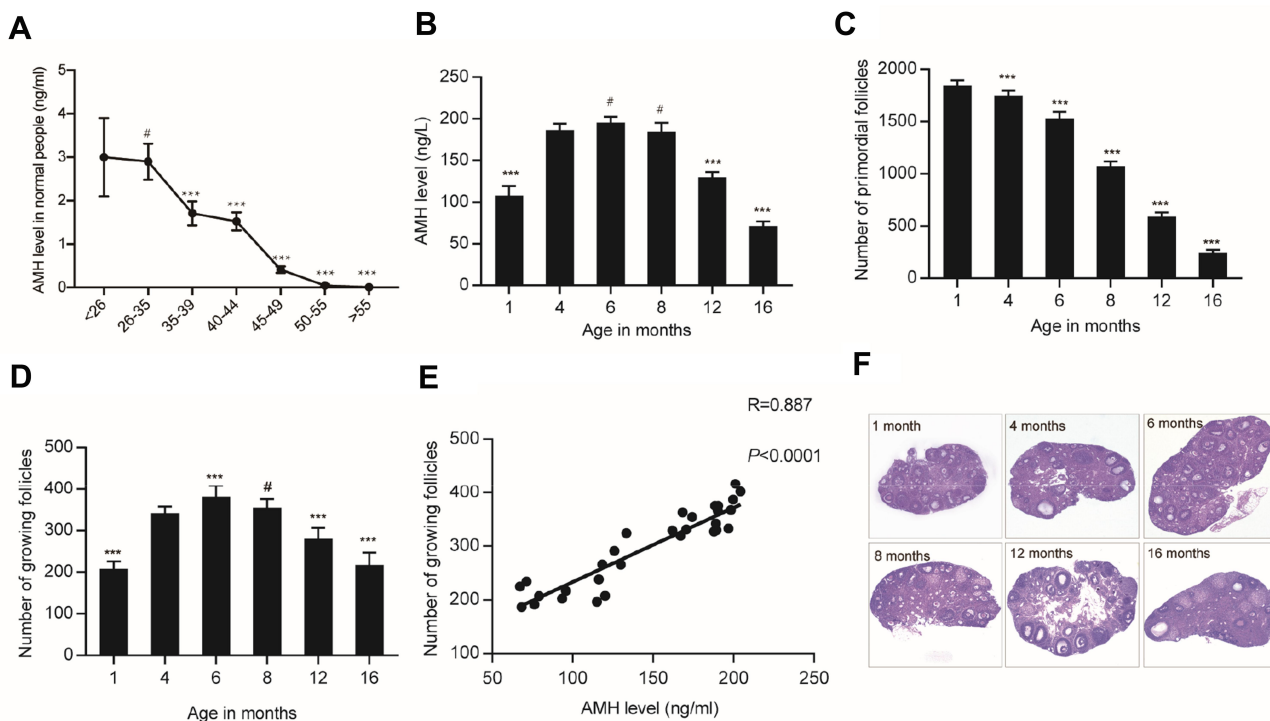 A
AMH level in normal people (ng/ml)
5
4
3
2
1
0
#
***
***
***
***
***
<26
26-35
35-39
40-44
45-49
50-55
>55
B
AMH level (ng/L)
250
200
150
100
50
0
***
#
#
***
***
1 4 6 8 12 16
Age in months
C
Number of primordial follicles
2000
1500
1000
500
0
***
***
***
***
***
1 4 6 8 12 16
Age in months
D
Number of growing follicles
500
400
300
200
100
0
***
***
#
***
***
1 4 6 8 12 16
Age in months
E
R=0.887
P<0.0001
Number of growing follicles
500
400
300
200
100
50 100 150 200 250
AMH level (ng/ml)
F
1 month
4 months
6 months
8 months
12 months
16 months